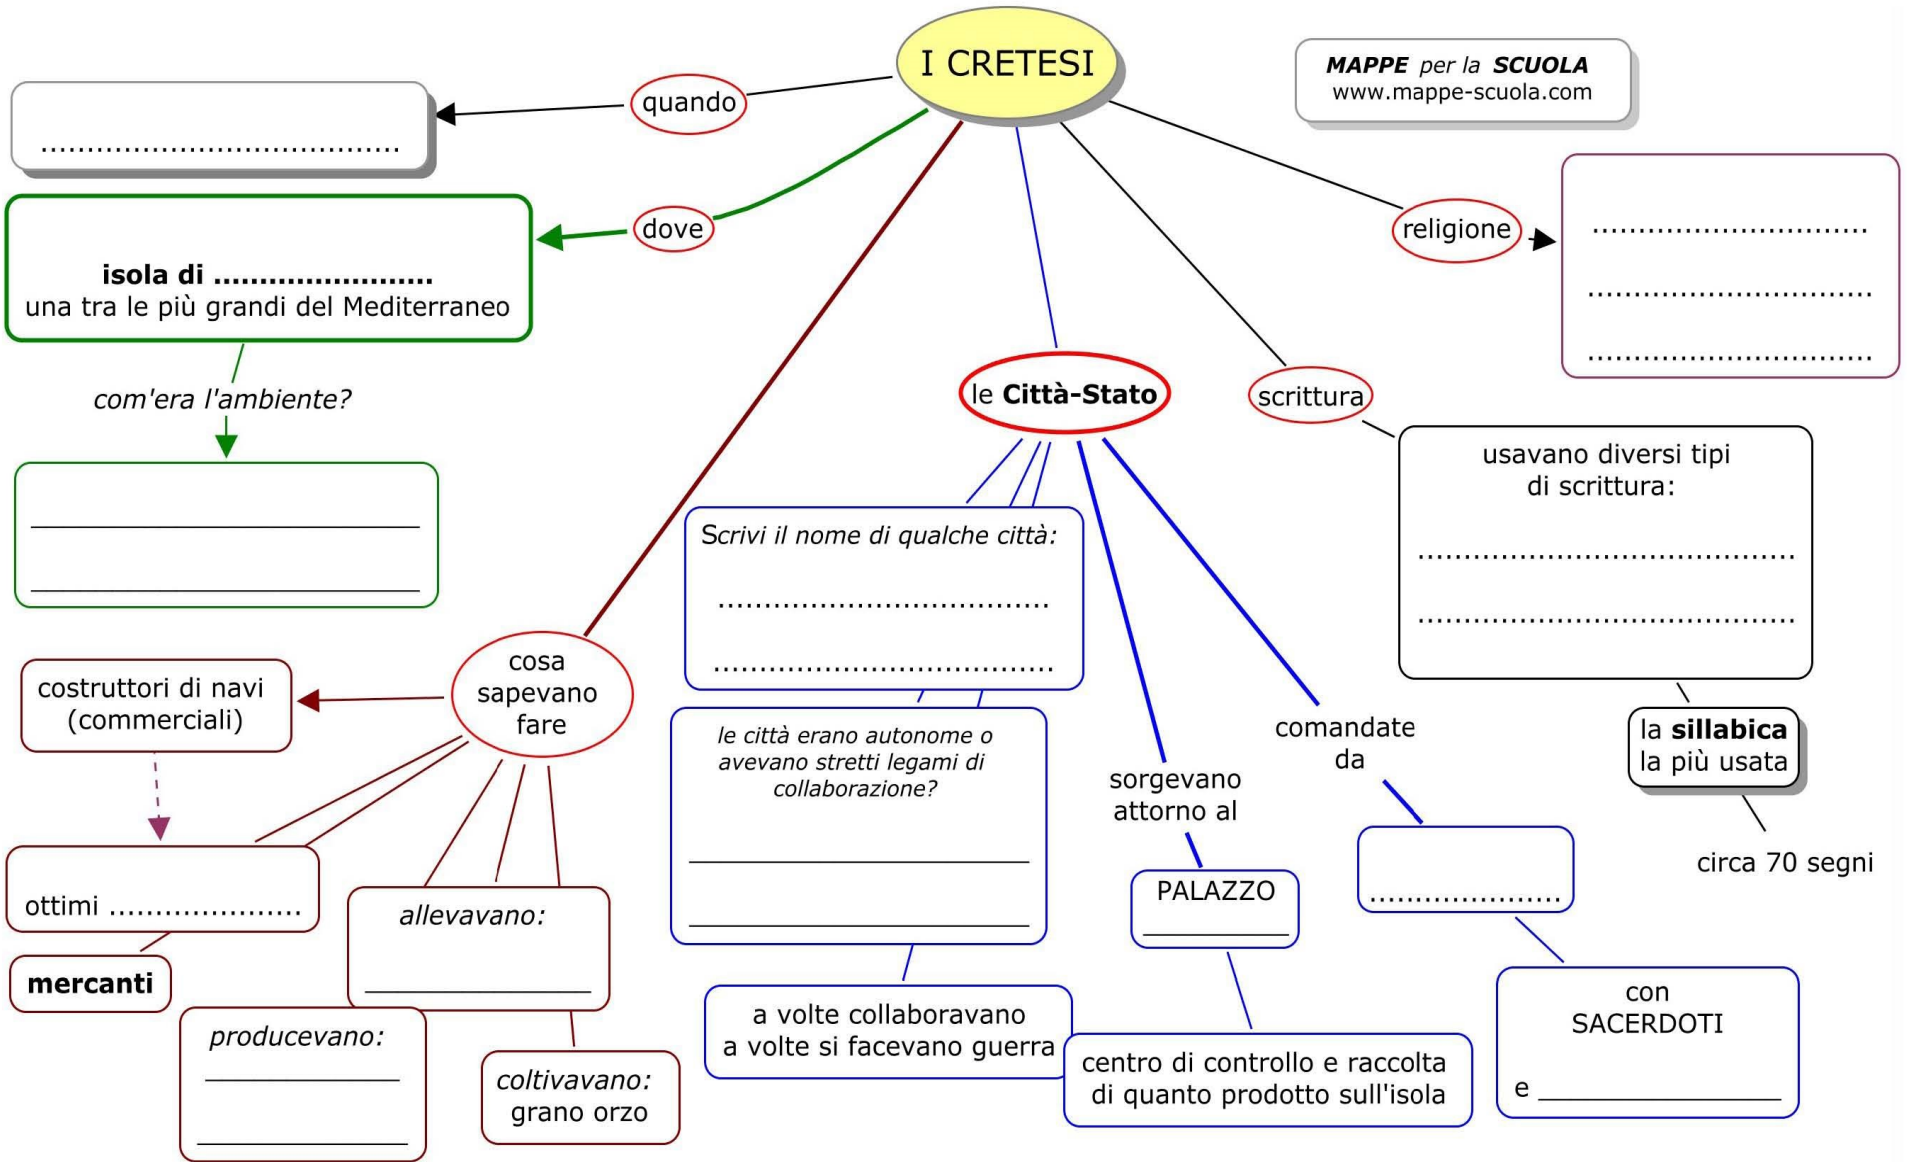 I CRETESI
MAPPE per la SCUOLA
www.mappe-scuola.com
quando
.......................................
dove
isola di ........................
una tra le più grandi del Mediterraneo
com'era l'ambiente?
religione
..............................
...............................
...............................
le Città-Stato
scrittura
usavano diversi tipi
di scrittura:
.........................................
.........................................
la sillabica
la più usata
circa 70 segni
Scrivi il nome di qualche città:
....................................
.....................................
le città erano autonome o
avevano stretti legami di
collaborazione?
a volte collaboravano
a volte si facevano guerra
sorgevano
attorno al
PALAZZO
centro di controllo e raccolta
di quanto prodotto sull'isola
comandate
da
.....................
con
SACERDOTI
e ___________________
cosa
sapevano
fare
costruttori di navi
(commerciali)
ottimi .....................
mercanti
allevavano:
producevano:
coltivavano:
grano orzo